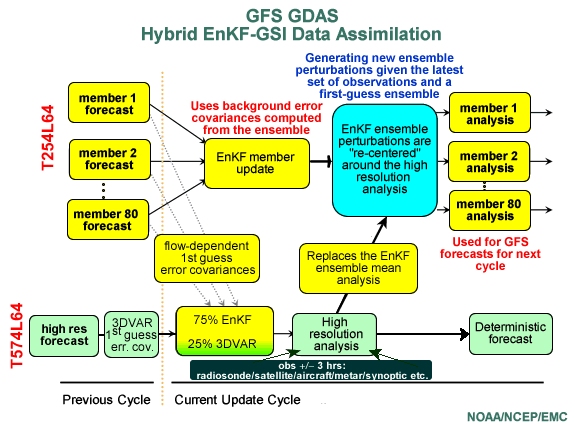 GFS GDAS
Hybrid EnKF-GSI Data Assimilation
Generating new ensemble
perturbations given the latest
set of observations and a
first-guess ensemble
T254L64
member 1
forecast
member 2
forecast
member 80
forecast
Uses background error
covariances computed
from the ensemble
EnKF member
update
EnKF ensemble
perturbations are
"re-centered"
around the high
resolution
analysis
member 1
analysis
member 2
analysis
member 80
analysis
Used for GFS
forecasts for next
cycle
flow-dependent
1st guess
error covariances
Replaces the EnKF
ensemble mean
analysis
T574L64
high res
forecast
3DVAR
1st guess
err. cov.
75% EnKF
25% 3DVAR
High
resolution
analysis
Deterministic
forecast
obs +/- 3 hrs:
radiosonde/satellite/aircraft/metar/synoptic etc.
Previous Cycle
Current Update Cycle
NOAA/NCEP/EMC